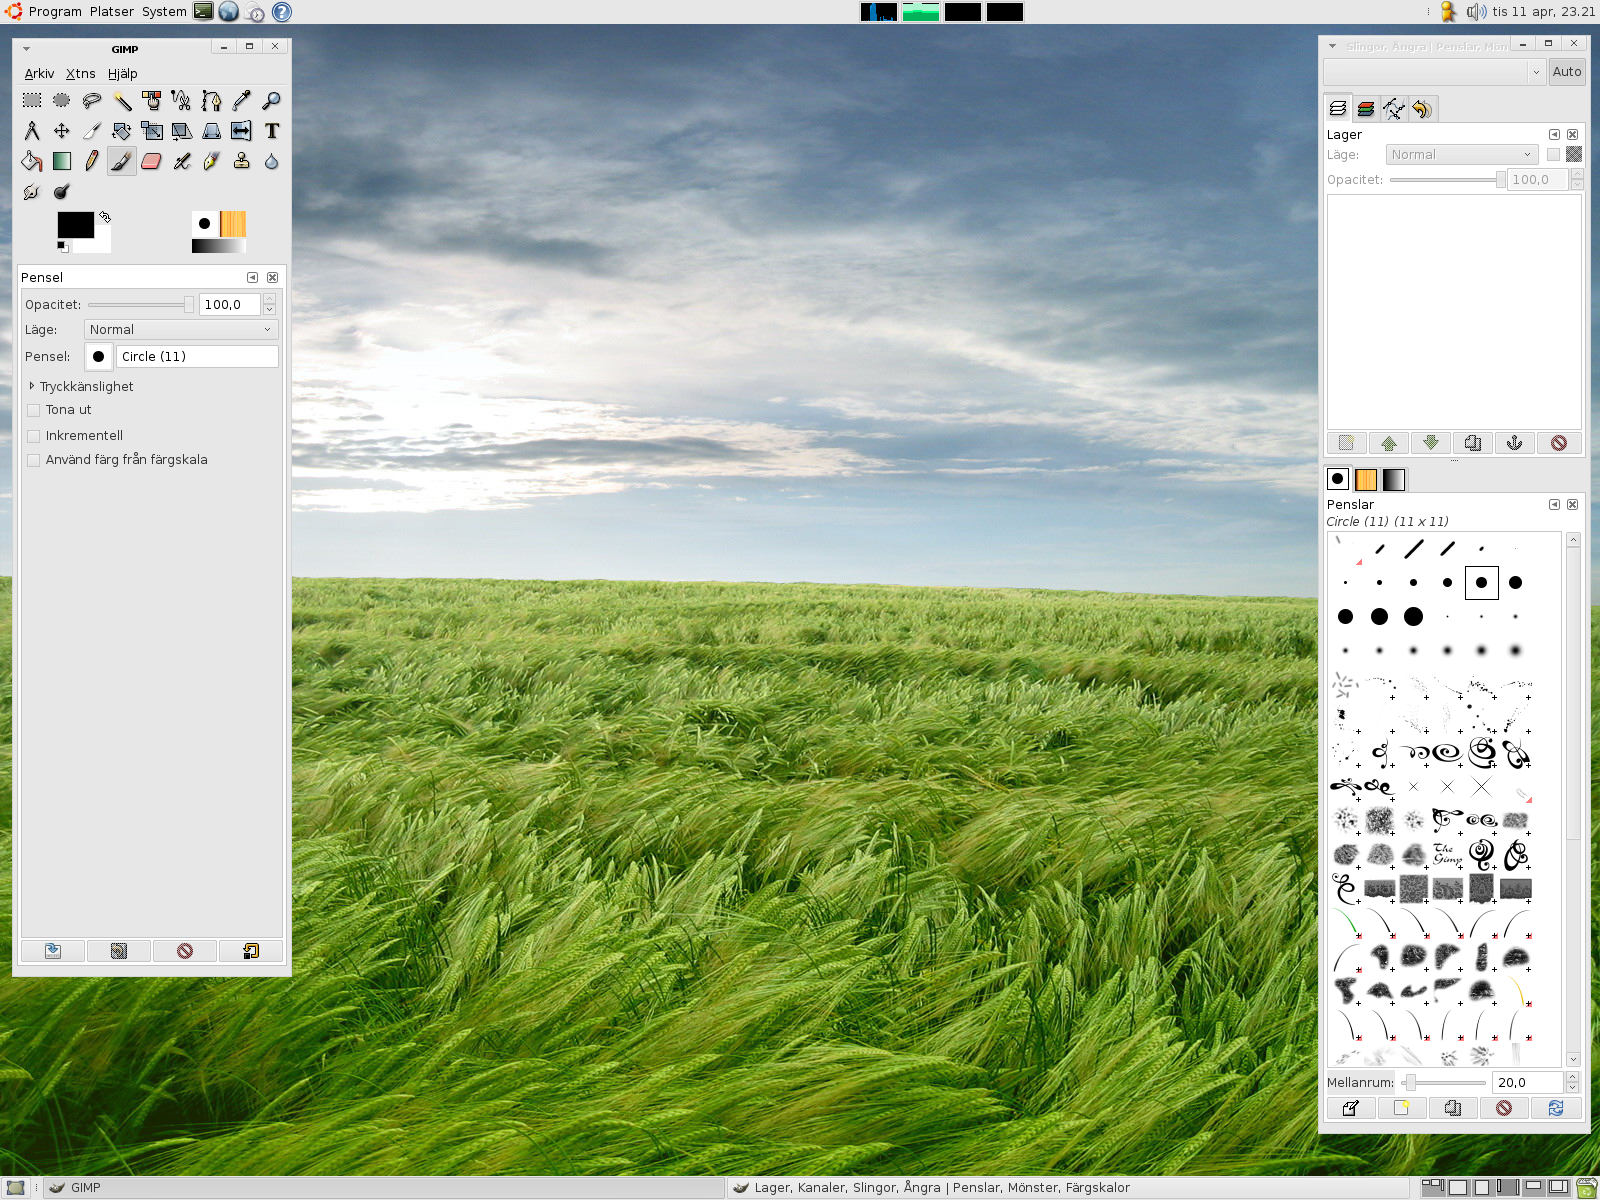 Program Platser System
tis 11 apr, 23.21
GIMP
Arkiv Xtns Hjälp
Pensel
Opacitet: 100,0
Läge: Normal
Pensel: Circle (11)
Tryckkänslighet
Tona ut
Inkrementell
Använd färg från färgskala
Slingor, Ångra | Penslar, Mön
Auto
Lager
Läge: Normal
Opacitet: 100,0
Penslar
Circle (11) (11 x 11)
The
Gimp
Mellanrum: 20,0
GIMP
Lager, Kanaler, Slingor, Ångra | Penslar, Mönster, Färgskalor